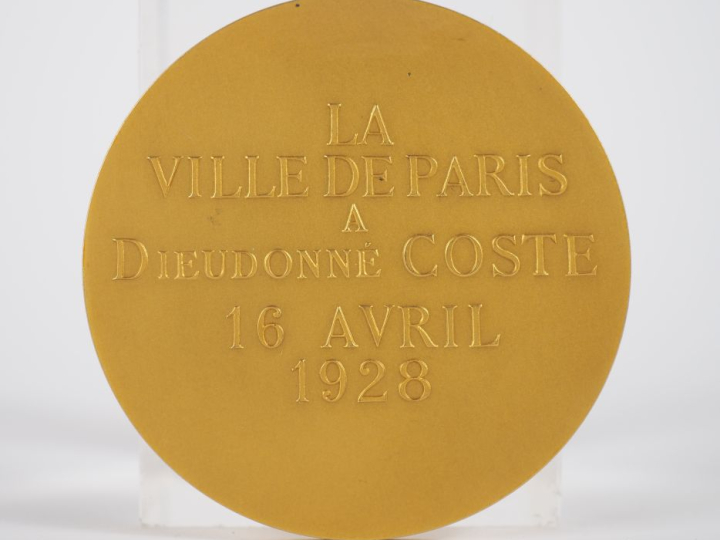 LA
VILLE DE PARIS
A
DIEUDONNÉ COSTE
16 AVRIL
1928